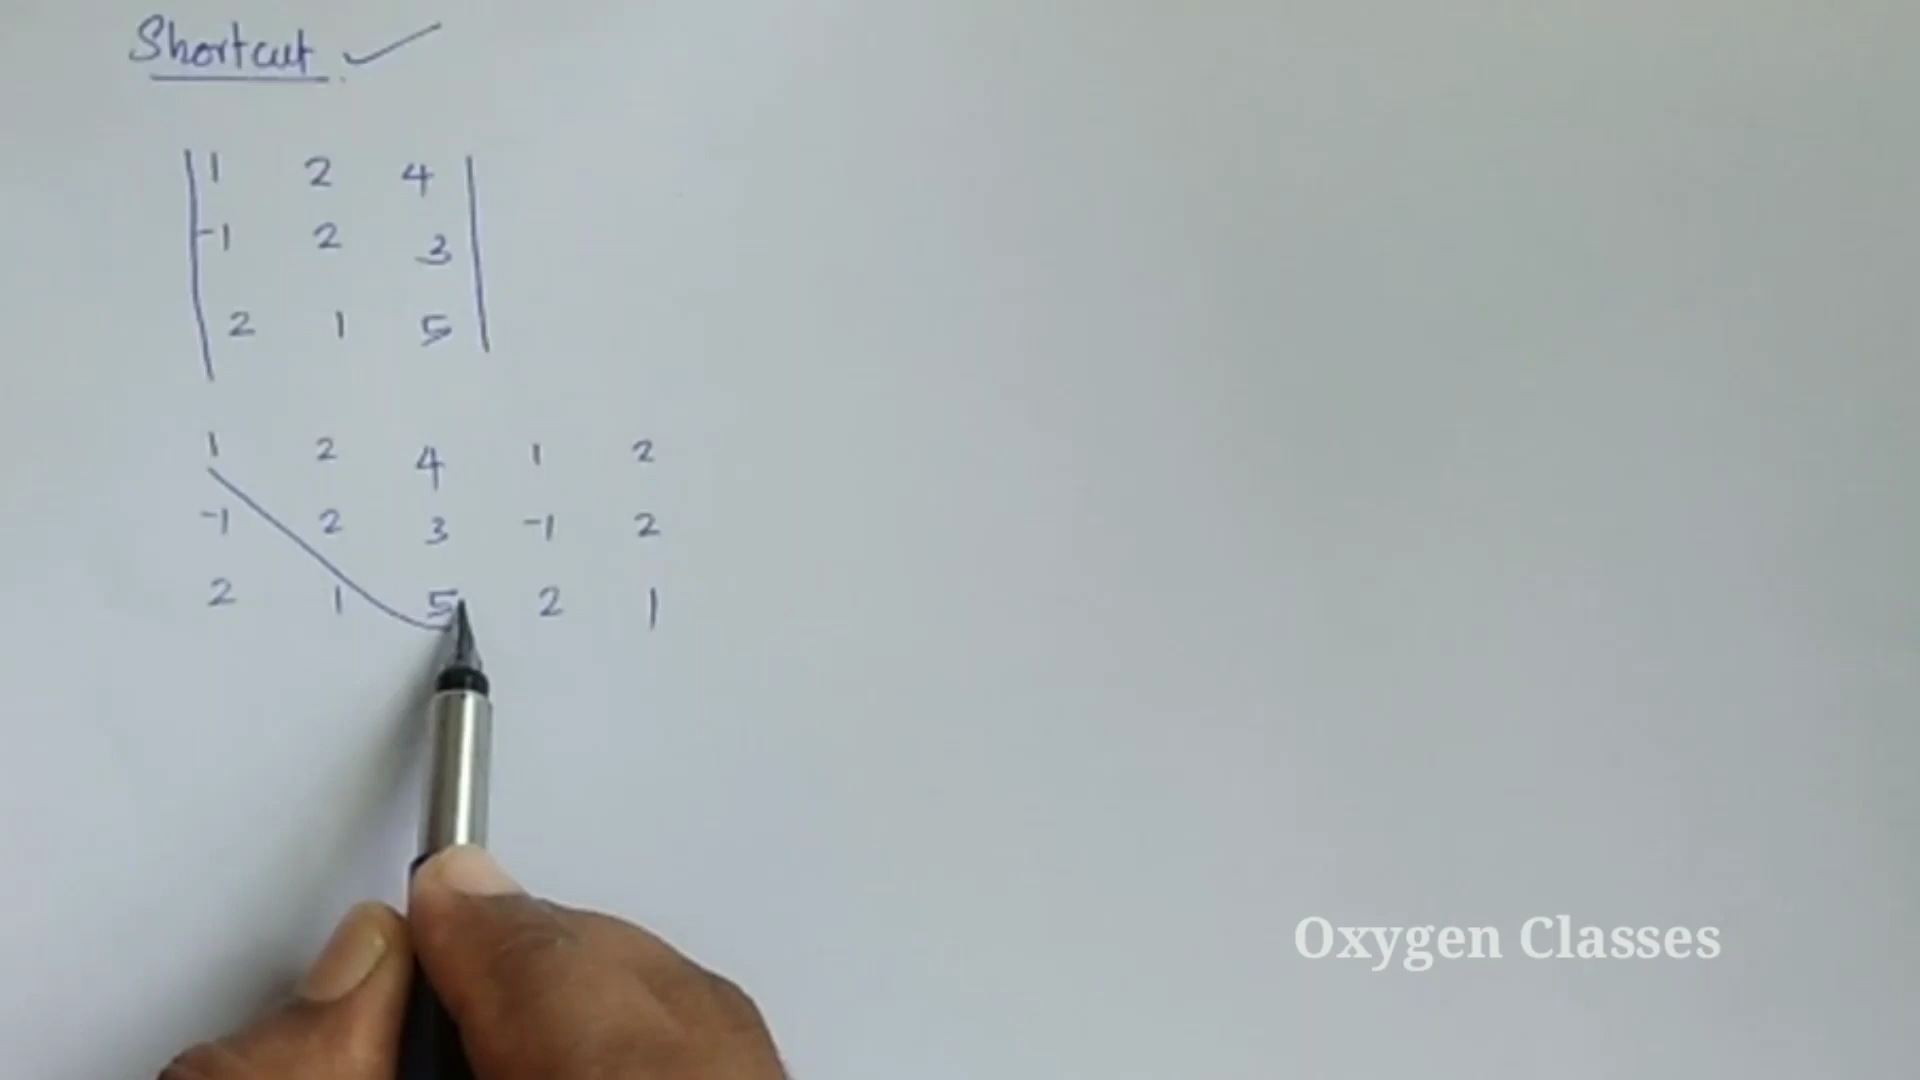 Shortcut
1 2 4
-1 2 3
2 1 5
1 2 4 1 2
-1 2 3 -1 2
2 1 5 2 1
Oxygen Classes